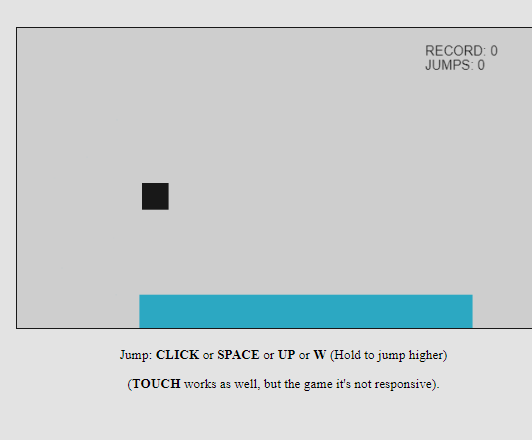 RECORD: 0
JUMPS: 0
Jump: CLICK or SPACE or UP or W (Hold to jump higher)
(TOUCH works as well, but the game it's not responsive).